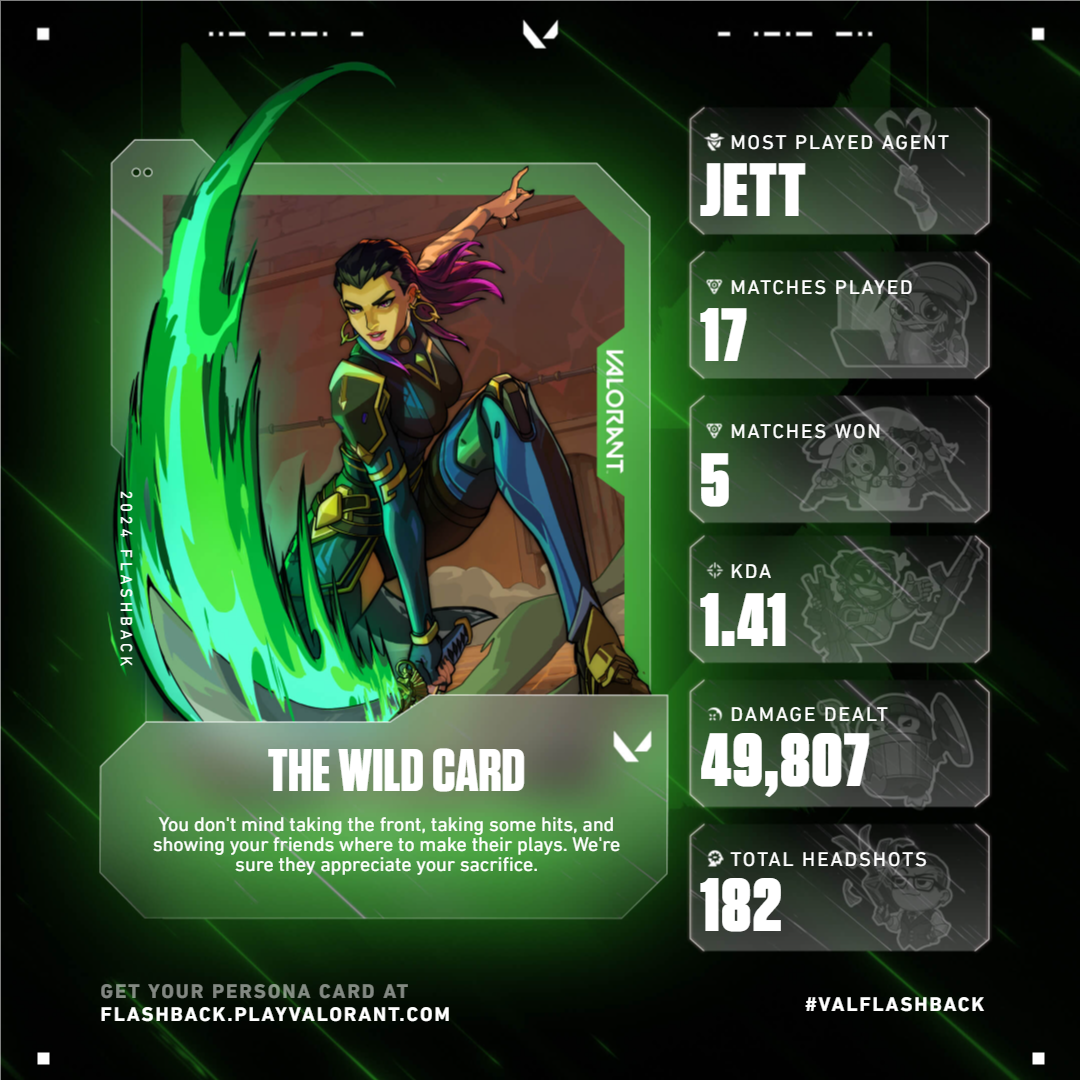 MOST PLAYED AGENT
JETT
MATCHES PLAYED
17
MATCHES WON
5
KDA
1.41
DAMAGE DEALT
49,807
TOTAL HEADSHOTS
182
VALORANT
2024 FLASHBACK
THE WILD CARD
You don't mind taking the front, taking some hits, and
showing your friends where to make their plays. We're
sure they appreciate your sacrifice.
GET YOUR PERSONA CARD AT
FLASHBACK.PLAYVALORANT.COM
#VALFLASHBACK